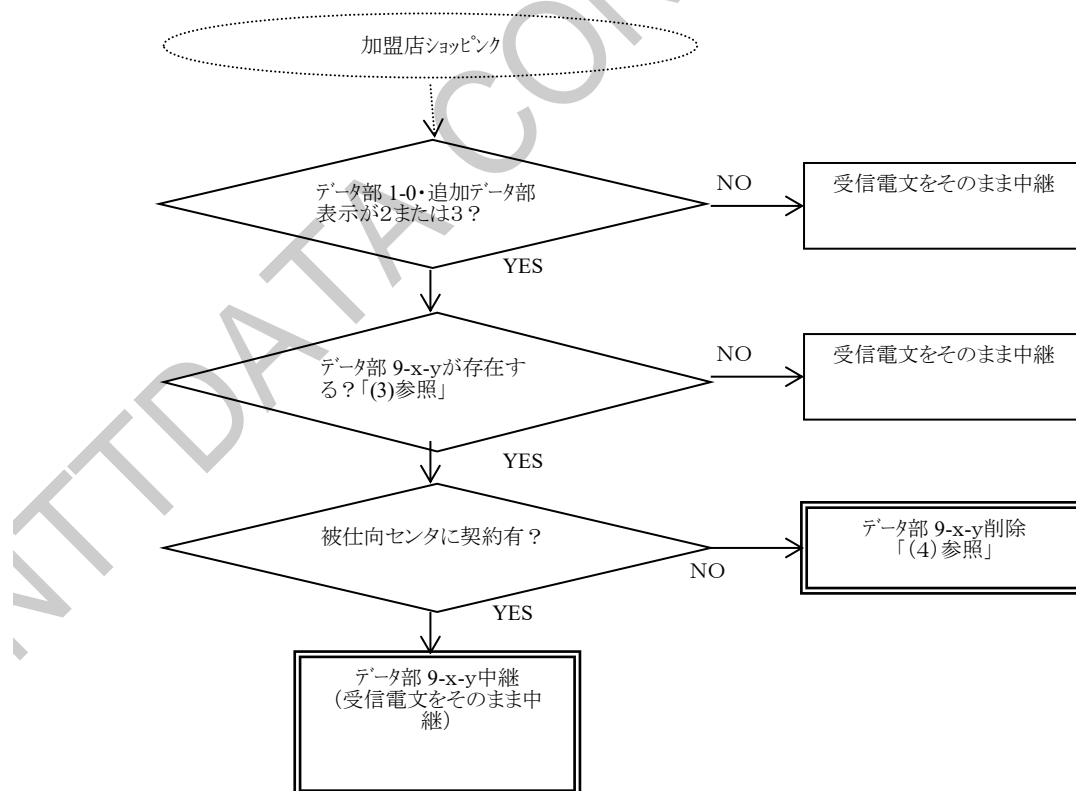 加盟店ショッピンク
データ部 1-0・追加データ部
表示が２または３？
NO
受信電文をそのまま中継
YES
データ部 9-x-yが存在す
る？「(3)参照」
NO
受信電文をそのまま中継
YES
被仕向センタに契約有？
NO
データ部 9-x-y削除
「(４)参照」
YES
データ部 9-x-y中継
(受信電文をそのまま中
継)
NTTDATA CON